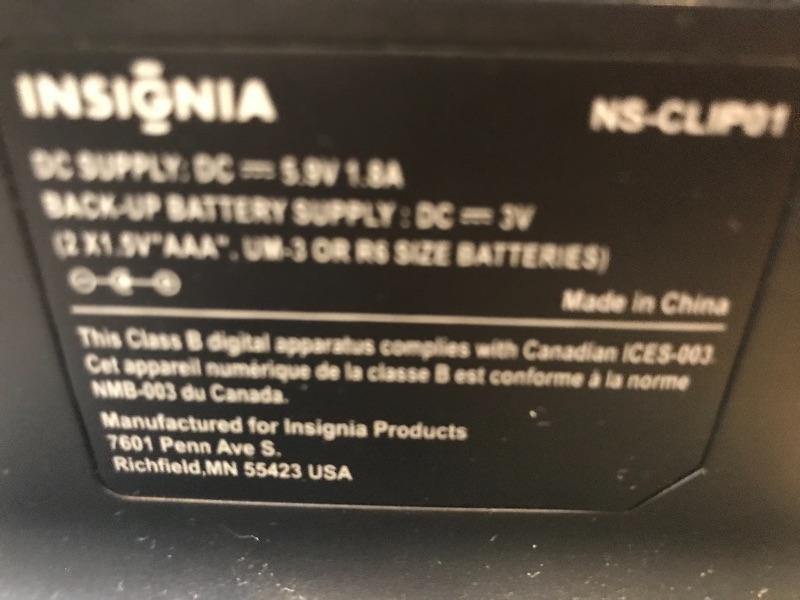 INSIGNIA
NS-CLIP01
DC SUPPLY: DC 5.9V 1.8A
BACK-UP BATTERY SUPPLY : DC 3V
(2 X1.5V"AAA". UM-3 OR R6 SIZE BATTERIES)
Made in China
This Class B digital apparatus complies with Canadian ICES-003.
Cet appareil numérique de la classe B est conforme à la norme
NMB-003 du Canada.
Manufactured for Insignia Products
7601 Penn Ave S.
Richfield,MN 55423 USA